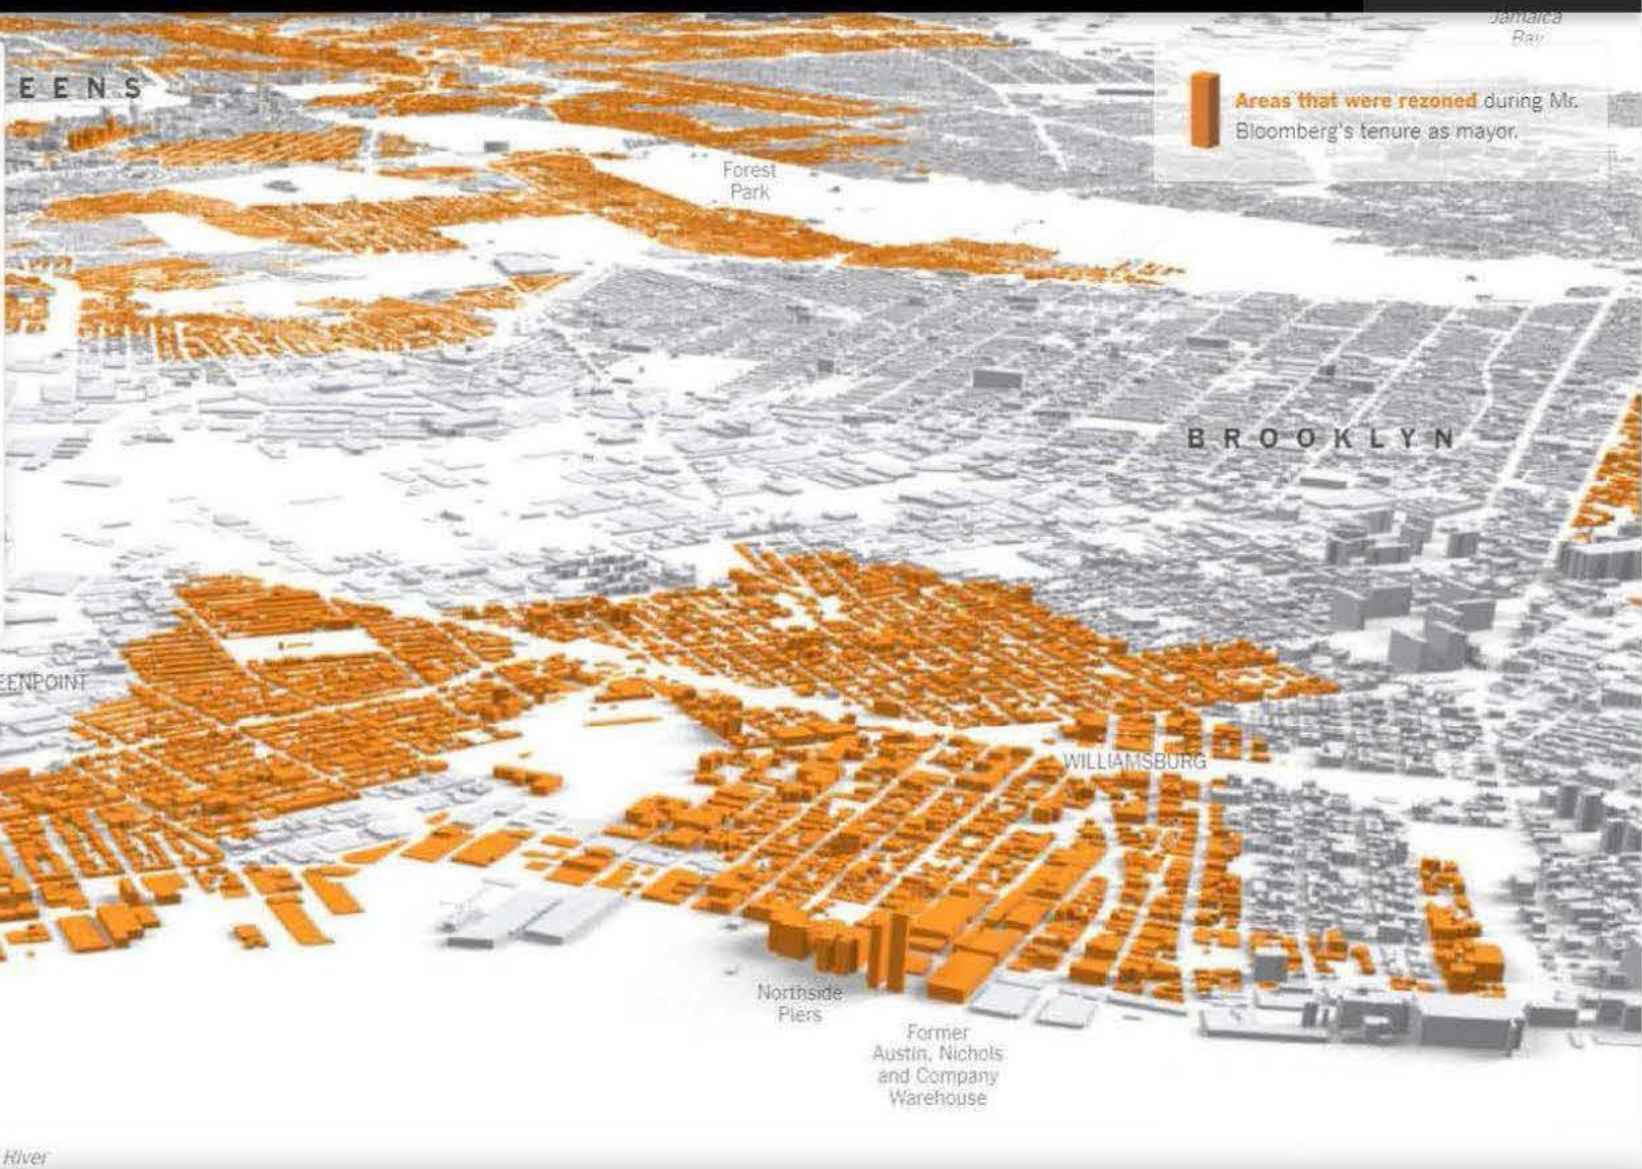 Jamaica
Bay
EENS
Areas that were rezoned during Mr.
Bloomberg's tenure as mayor.
Forest
Park
BROOKLYN
EENPOINT
WILLIAMSBURG
Northside
Piers
Former
Austin, Nichols
and Company
Warehouse
River